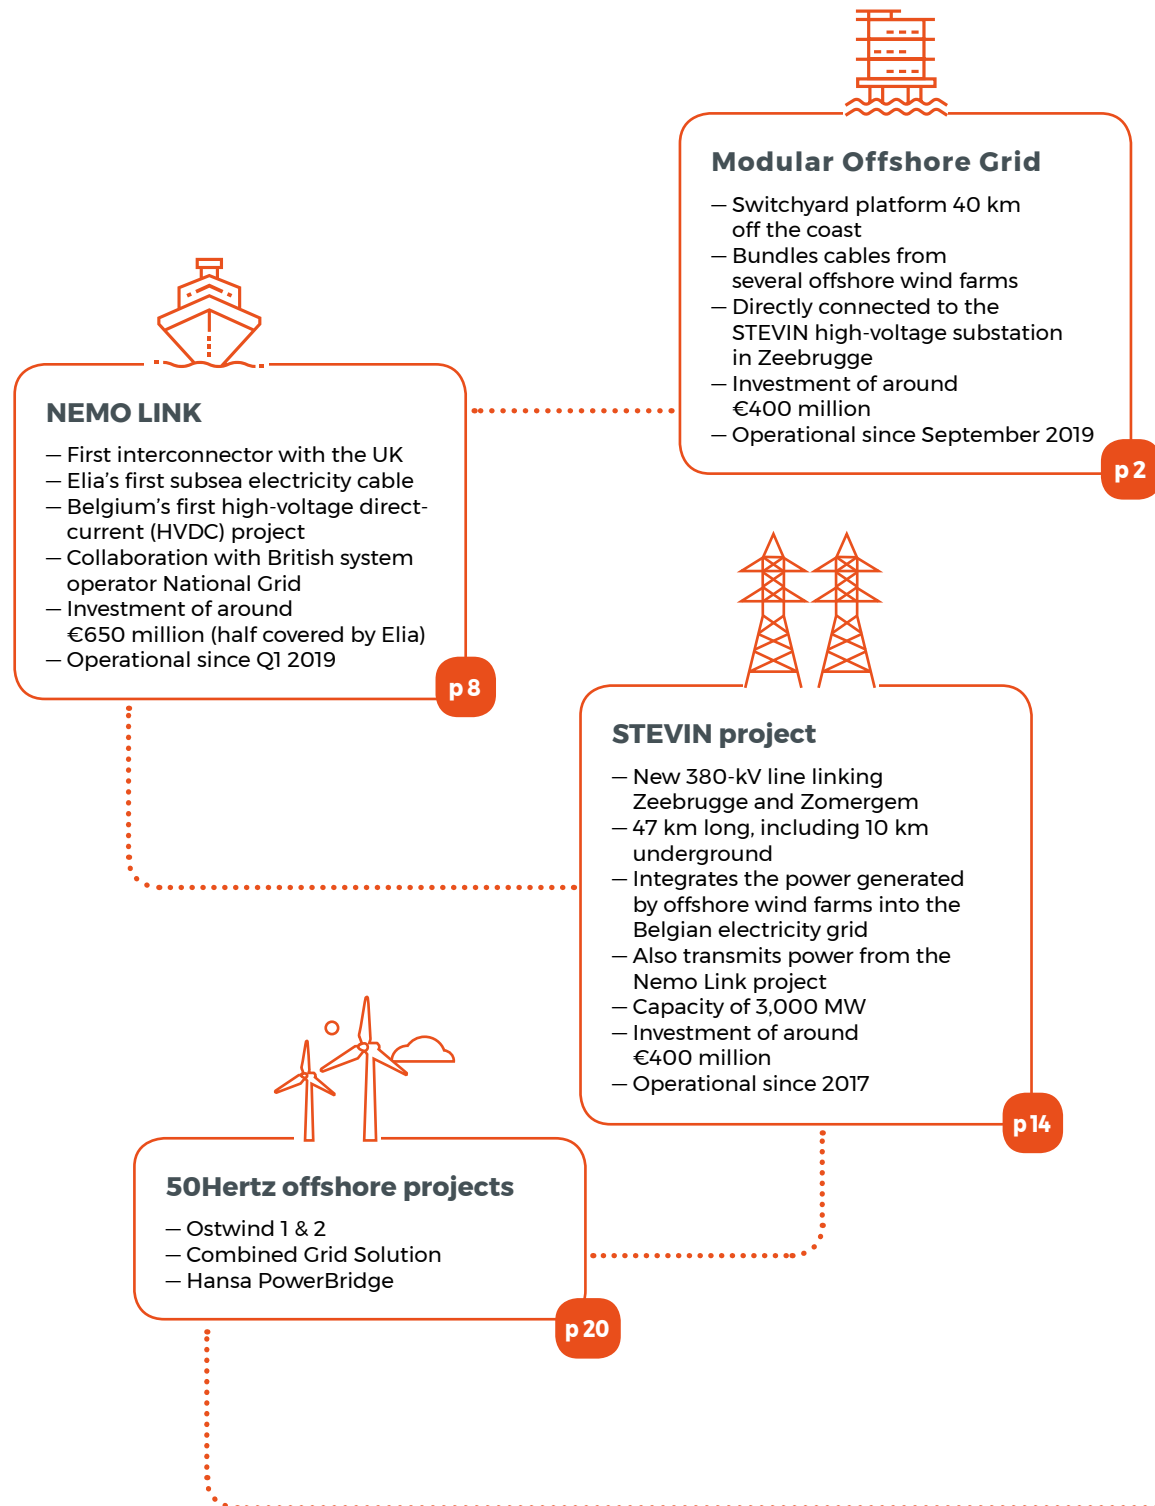 Modular Offshore Grid
— Switchyard platform 40 km
off the coast
— Bundles cables from
several offshore wind farms
— Directly connected to the
STEVIN high-voltage substation
in Zeebrugge
— Investment of around
€400 million
— Operational since September 2019
p 2
NEMO LINK
— First interconnector with the UK
— Elia’s first subsea electricity cable
— Belgium’s first high-voltage direct-
current (HVDC) project
— Collaboration with British system
operator National Grid
— Investment of around
€650 million (half covered by Elia)
— Operational since Q1 2019
p 8
STEVIN project
— New 380-kV line linking
Zeebrugge and Zomergem
— 47 km long, including 10 km
underground
— Integrates the power generated
by offshore wind farms into the
Belgian electricity grid
— Also transmits power from the
Nemo Link project
— Capacity of 3,000 MW
— Investment of around
€400 million
— Operational since 2017
p 14
50Hertz offshore projects
— Ostwind 1 & 2
— Combined Grid Solution
— Hansa PowerBridge
p 20